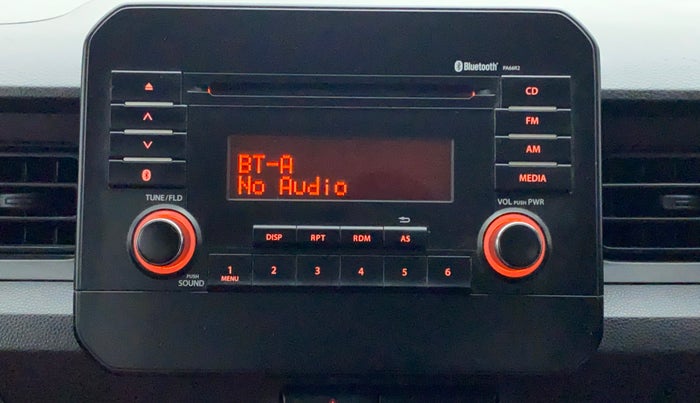 Bluetooth PA66R2
CD
FM
AM
MEDIA
BT-A
No Audio
TUNE/FLD
VOL PUSH PWR
DISP RPT RDM AS
PUSH
SOUND
1 2 3 4 5 6
MENU